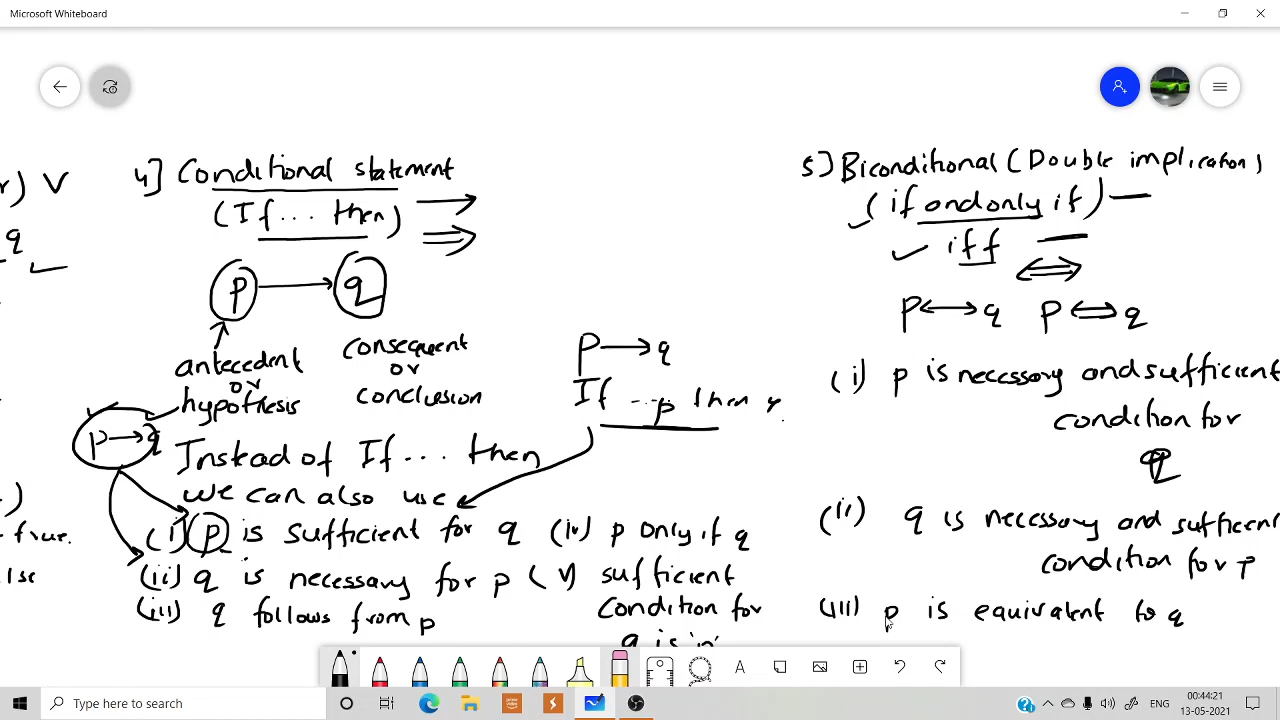 Microsoft Whiteboard
r) V
q
4] Conditional statement
(If ... then) → ⇒
p → q
antecedent
or
hypothesis
consequent
or
conclusion
p → q
If ... p then
p → q
Instead of If ... then
we can also use
(i) p is sufficient for q
(ii) q is necessary for p
(iii) q follows from p
(iv) p only if q
(v) sufficient
condition for
q is 'p'
true.
lse
5] Biconditional (Double implication)
(if and only if) —
iff ⇔
p ↔ q p ⇔ q
(i) p is necessary and sufficient
condition for
q
(ii) q is necessary and sufficient
condition for p
(iii) p is equivalent to q
Type here to search
ENG
00:44:21
13-05-2021